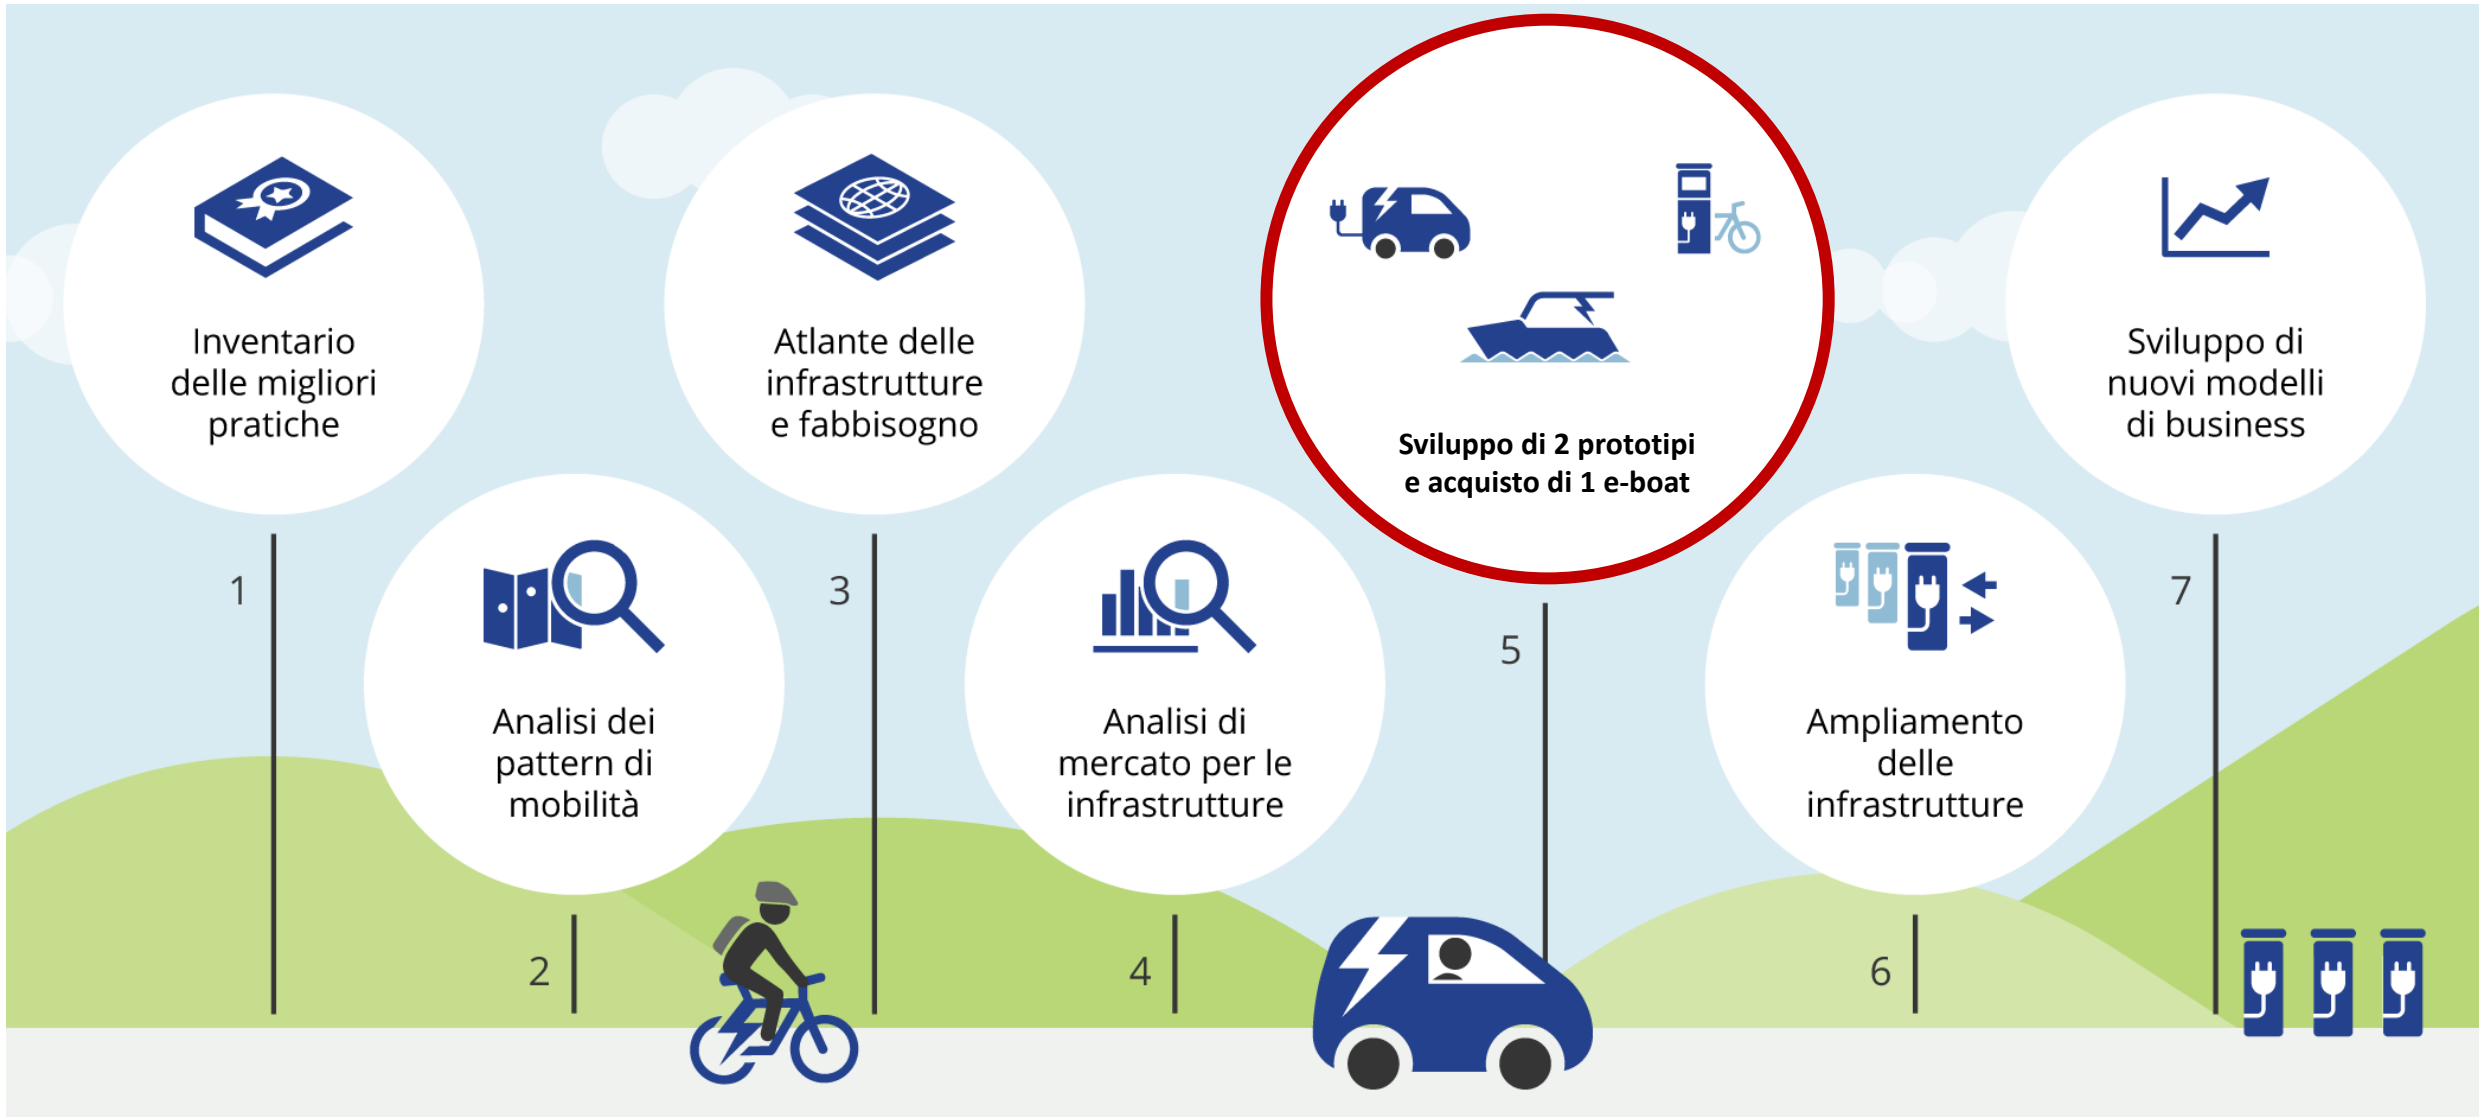 Inventario
delle migliori
pratiche
1
Analisi dei
pattern di
mobilità
2
Atlante delle
infrastrutture
e fabbisogno
3
Analisi di
mercato per le
infrastrutture
4
Sviluppo di 2 prototipi
e acquisto di 1 e-boat
5
Ampliamento
delle
infrastrutture
6
Sviluppo di
nuovi modelli
di business
7